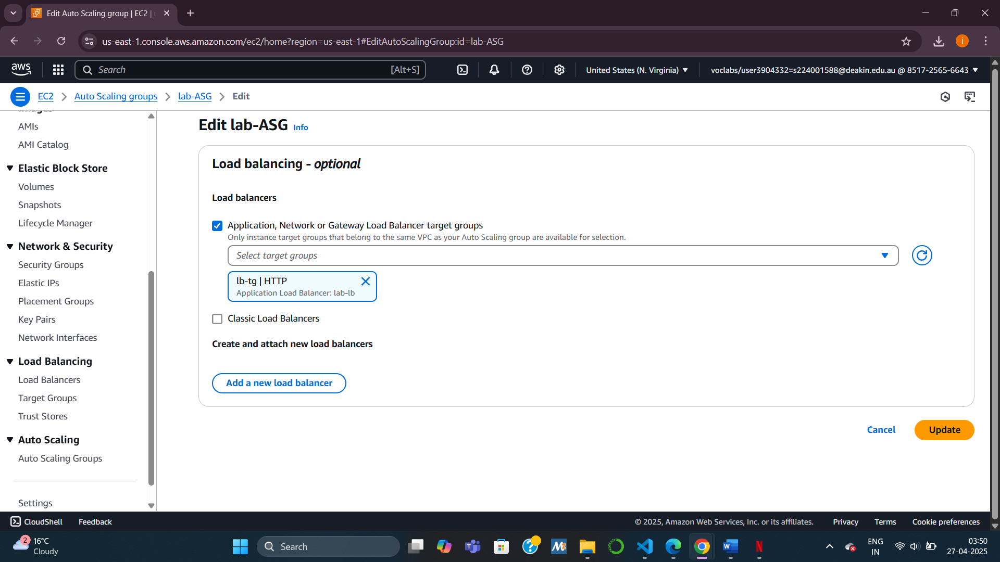 Edit Auto Scaling group | EC2 |
us-east-1.console.aws.amazon.com/ec2/home?region=us-east-1#EditAutoScalingGroup:id=lab-ASG
j
aws
Search
[Alt+S]
United States (N. Virginia)
voclabs/user3904332=s224001588@deakin.edu.au @ 8517-2565-6643
EC2
Auto Scaling groups
lab-ASG
Edit
Images
AMIs
AMI Catalog
Elastic Block Store
Volumes
Snapshots
Lifecycle Manager
Network & Security
Security Groups
Elastic IPs
Placement Groups
Key Pairs
Network Interfaces
Load Balancing
Load Balancers
Target Groups
Trust Stores
Auto Scaling
Auto Scaling Groups
Settings
Edit lab-ASG Info
Load balancing - optional
Load balancers
Application, Network or Gateway Load Balancer target groups
Only instance target groups that belong to the same VPC as your Auto Scaling group are available for selection.
Select target groups
lb-tg | HTTP
Application Load Balancer: lab-lb
Classic Load Balancers
Create and attach new load balancers
Add a new load balancer
Cancel
Update
CloudShell
Feedback
© 2025, Amazon Web Services, Inc. or its affiliates.
Privacy
Terms
Cookie preferences
2
16°C
Cloudy
Search
ENG
IN
03:50
27-04-2025